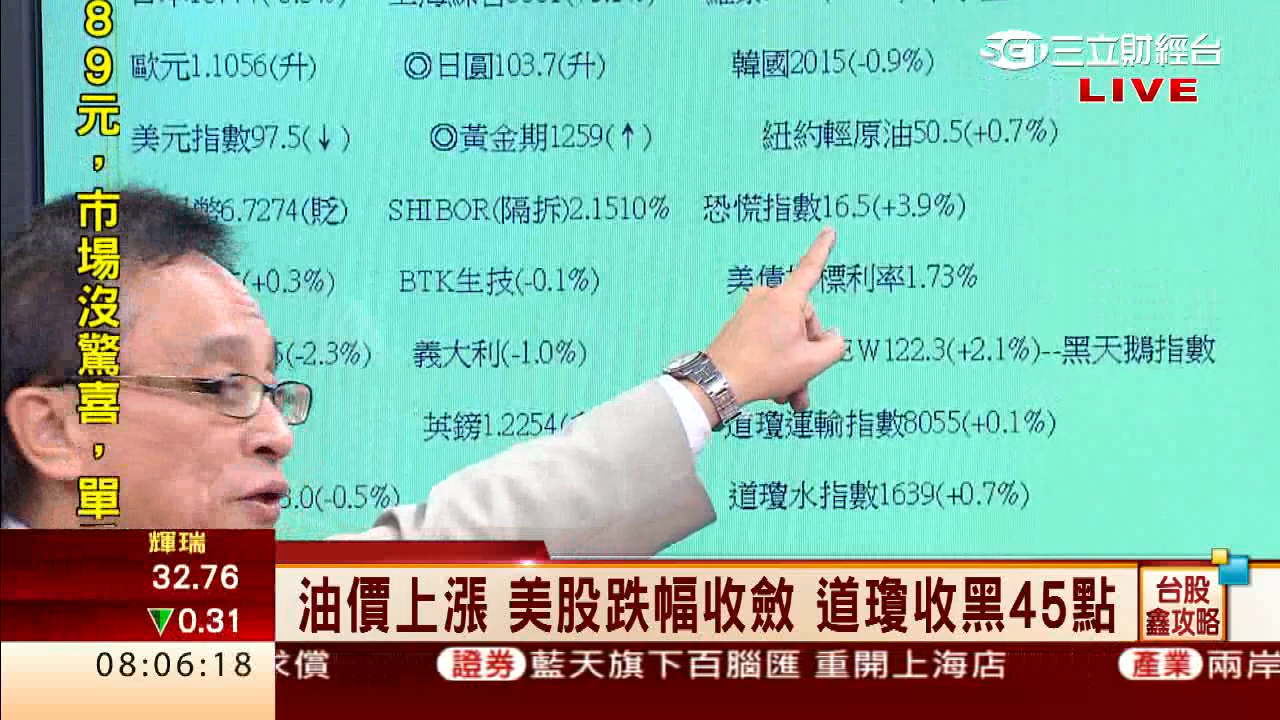 歐元1.1056(升)
◎日圓103.7(升)
韓國2015(-0.9%)
美元指數97.5(↓)
◎黃金期1259(↑)
紐約輕原油50.5(+0.7%)
幣6.7274(貶)
SHIBOR(隔拆)2.1510%
恐慌指數16.5(+3.9%)
(+0.3%)
BTK生技(-0.1%)
美債 標利率1.73%
(-2.3%)
義大利(-1.0%)
EW122.3(+2.1%)--黑天鵝指數
英鎊1.2254(
道瓊運輸指數8055(+0.1%)
3.0(-0.5%)
道瓊水指數1639(+0.7%)
89元，市場沒驚喜，單
SET三立財經台
LIVE
輝瑞
32.76
▼0.31
08:06:18
油價上漲 美股跌幅收斂 道瓊收黑45點
台股
鑫攻略
求償 證券 藍天旗下百腦匯 重開上海店 產業 兩岸